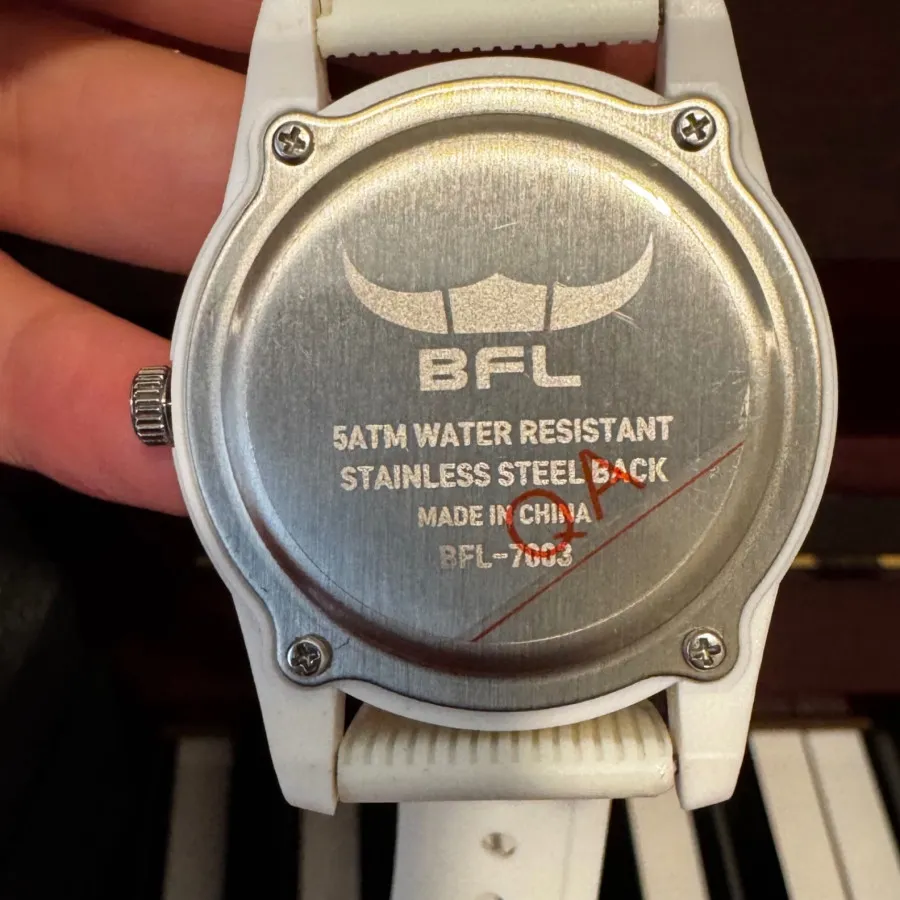 BFL
5ATM WATER RESISTANT
STAINLESS STEEL BACK
MADE IN CHINA
BFL-7003
QA